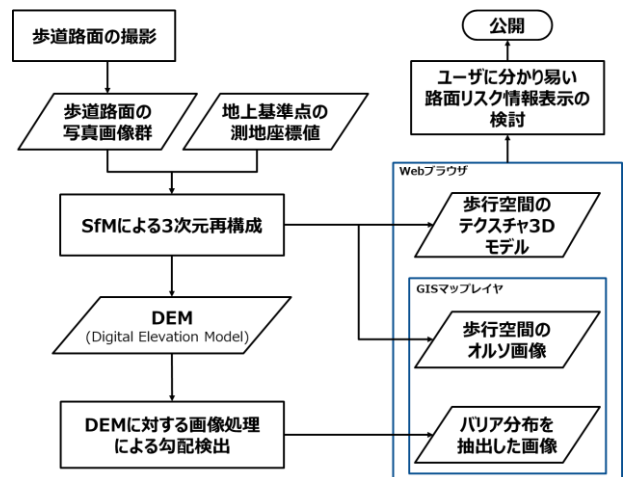 歩道路面の撮影
歩道路面の
写真画像群
地上基準点の
測地座標値
SfMによる3次元再構成
DEM
(Digital Elevation Model)
DEMに対する画像処理
による勾配検出
公開
ユーザに分かり易い
路面リスク情報表示の
検討
Webブラウザ
歩行空間の
テクスチャ3D
モデル
GISマップレイヤ
歩行空間の
オルソ画像
バリア分布を
抽出した画像